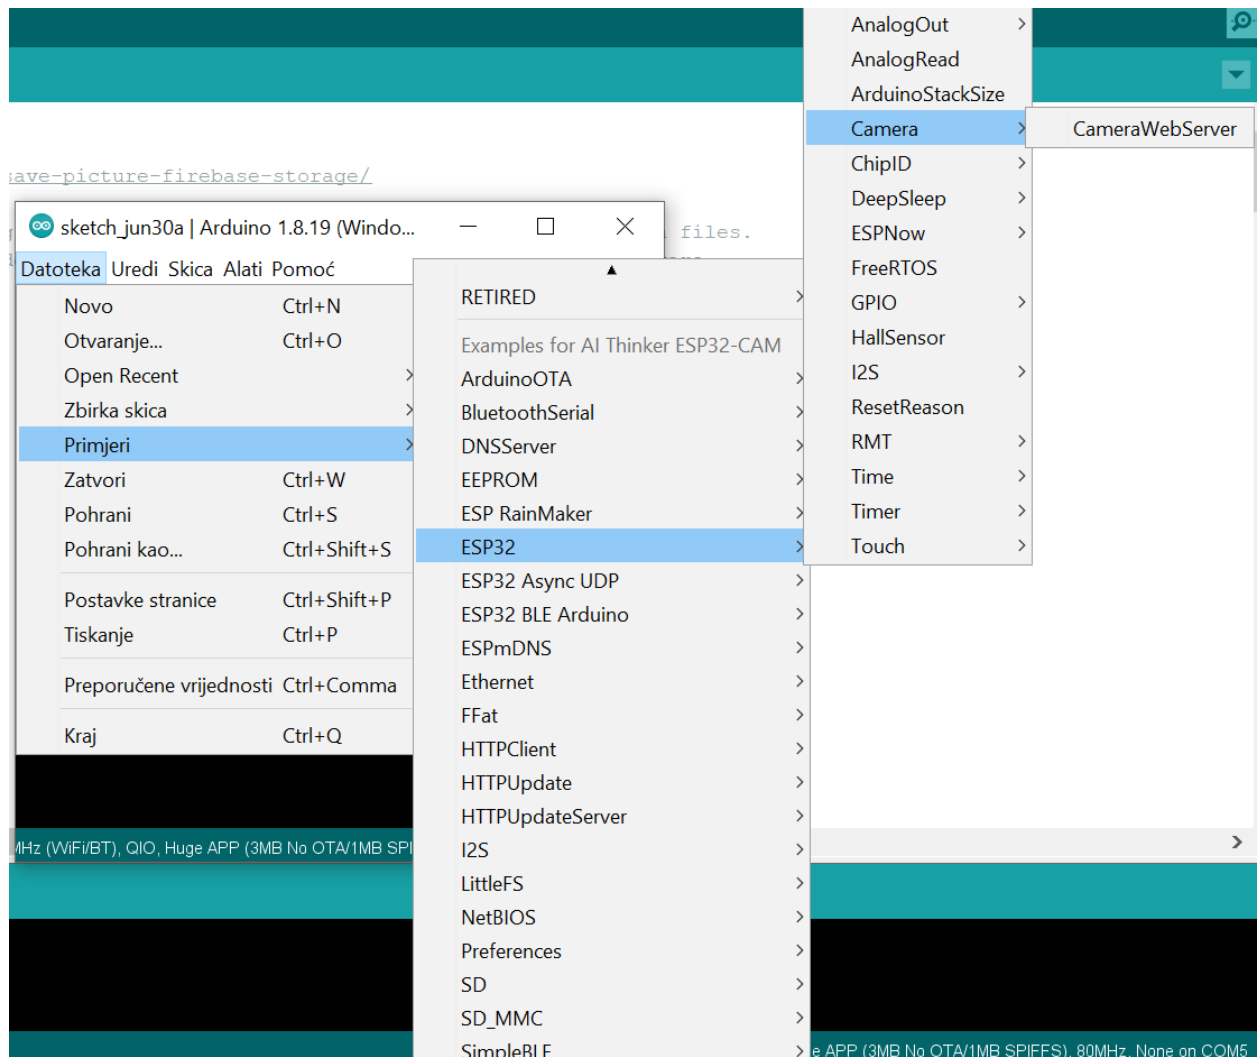 save-picture-firebase-storage/
files.
sketch_jun30a | Arduino 1.8.19 (Windo...
Datoteka Uredi Skica Alati Pomoć
Novo Ctrl+N
Otvaranje... Ctrl+O
Open Recent
Zbirka skica
Primjeri
Zatvori Ctrl+W
Pohrani Ctrl+S
Pohrani kao... Ctrl+Shift+S
Postavke stranice Ctrl+Shift+P
Tiskanje Ctrl+P
Preporučene vrijednosti Ctrl+Comma
Kraj Ctrl+Q
RETIRED
Examples for AI Thinker ESP32-CAM
ArduinoOTA
BluetoothSerial
DNSServer
EEPROM
ESP RainMaker
ESP32
ESP32 Async UDP
ESP32 BLE Arduino
ESPmDNS
Ethernet
FFat
HTTPClient
HTTPUpdate
HTTPUpdateServer
I2S
LittleFS
NetBIOS
Preferences
SD
SD_MMC
SimpleBLE
AnalogOut
AnalogRead
ArduinoStackSize
Camera
CameraWebServer
ChipID
DeepSleep
ESPNow
FreeRTOS
GPIO
HallSensor
I2S
ResetReason
RMT
Time
Timer
Touch
MHz (WiFi/BT), QIO, Huge APP (3MB No OTA/1MB SPI
e APP (3MB No OTA/1MB SPIFFS), 80MHz, None on COM5